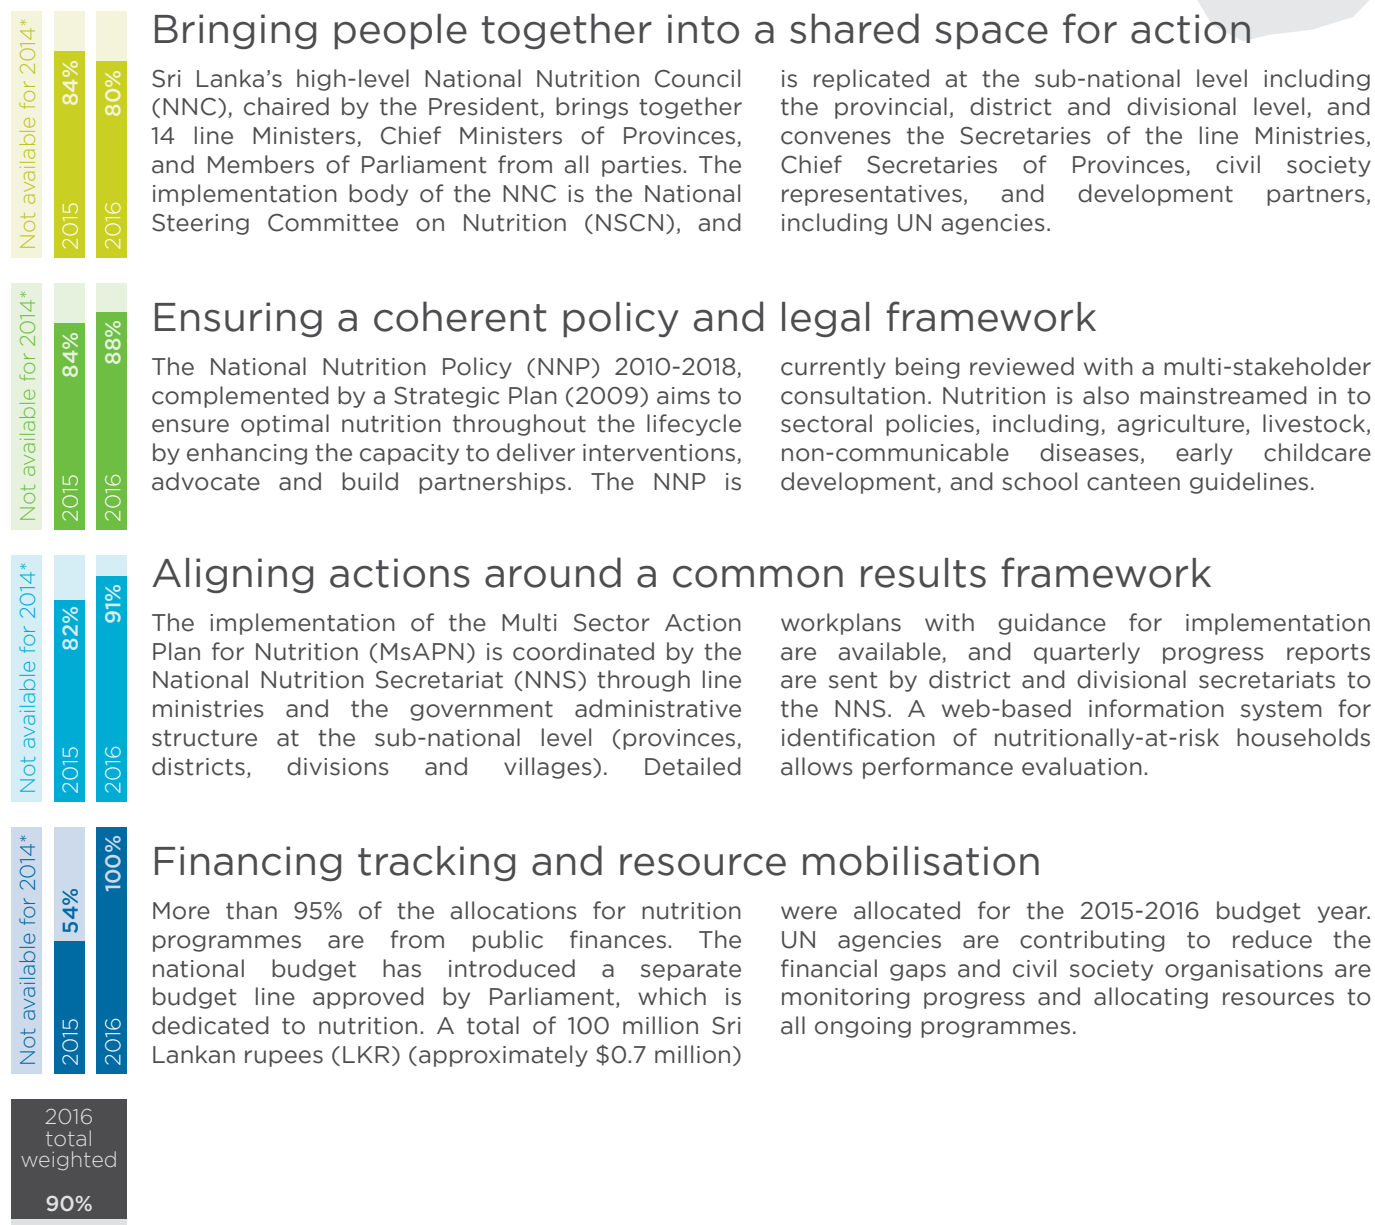 Not available for 2014*
84%
2015
80%
2016
Bringing people together into a shared space for action
Sri Lanka's high-level National Nutrition Council
(NNC), chaired by the President, brings together
14 line Ministers, Chief Ministers of Provinces,
and Members of Parliament from all parties. The
implementation body of the NNC is the National
Steering Committee on Nutrition (NSCN), and
is replicated at the sub-national level including
the provincial, district and divisional level, and
convenes the Secretaries of the line Ministries,
Chief Secretaries of Provinces, civil society
representatives, and development partners,
including UN agencies.
Not available for 2014*
84%
2015
88%
2016
Ensuring a coherent policy and legal framework
The National Nutrition Policy (NNP) 2010-2018,
complemented by a Strategic Plan (2009) aims to
ensure optimal nutrition throughout the lifecycle
by enhancing the capacity to deliver interventions,
advocate and build partnerships. The NNP is
currently being reviewed with a multi-stakeholder
consultation. Nutrition is also mainstreamed in to
sectoral policies, including, agriculture, livestock,
non-communicable diseases, early childcare
development, and school canteen guidelines.
Not available for 2014*
82%
2015
91%
2016
Aligning actions around a common results framework
The implementation of the Multi Sector Action
Plan for Nutrition (MsAPN) is coordinated by the
National Nutrition Secretariat (NNS) through line
ministries and the government administrative
structure at the sub-national level (provinces,
districts, divisions and villages). Detailed
workplans with guidance for implementation
are available, and quarterly progress reports
are sent by district and divisional secretariats to
the NNS. A web-based information system for
identification of nutritionally-at-risk households
allows performance evaluation.
Not available for 2014*
54%
2015
100%
2016
Financing tracking and resource mobilisation
More than 95% of the allocations for nutrition
programmes are from public finances. The
national budget has introduced a separate
budget line approved by Parliament, which is
dedicated to nutrition. A total of 100 million Sri
Lankan rupees (LKR) (approximately $0.7 million)
were allocated for the 2015-2016 budget year.
UN agencies are contributing to reduce the
financial gaps and civil society organisations are
monitoring progress and allocating resources to
all ongoing programmes.
2016
total
weighted
90%